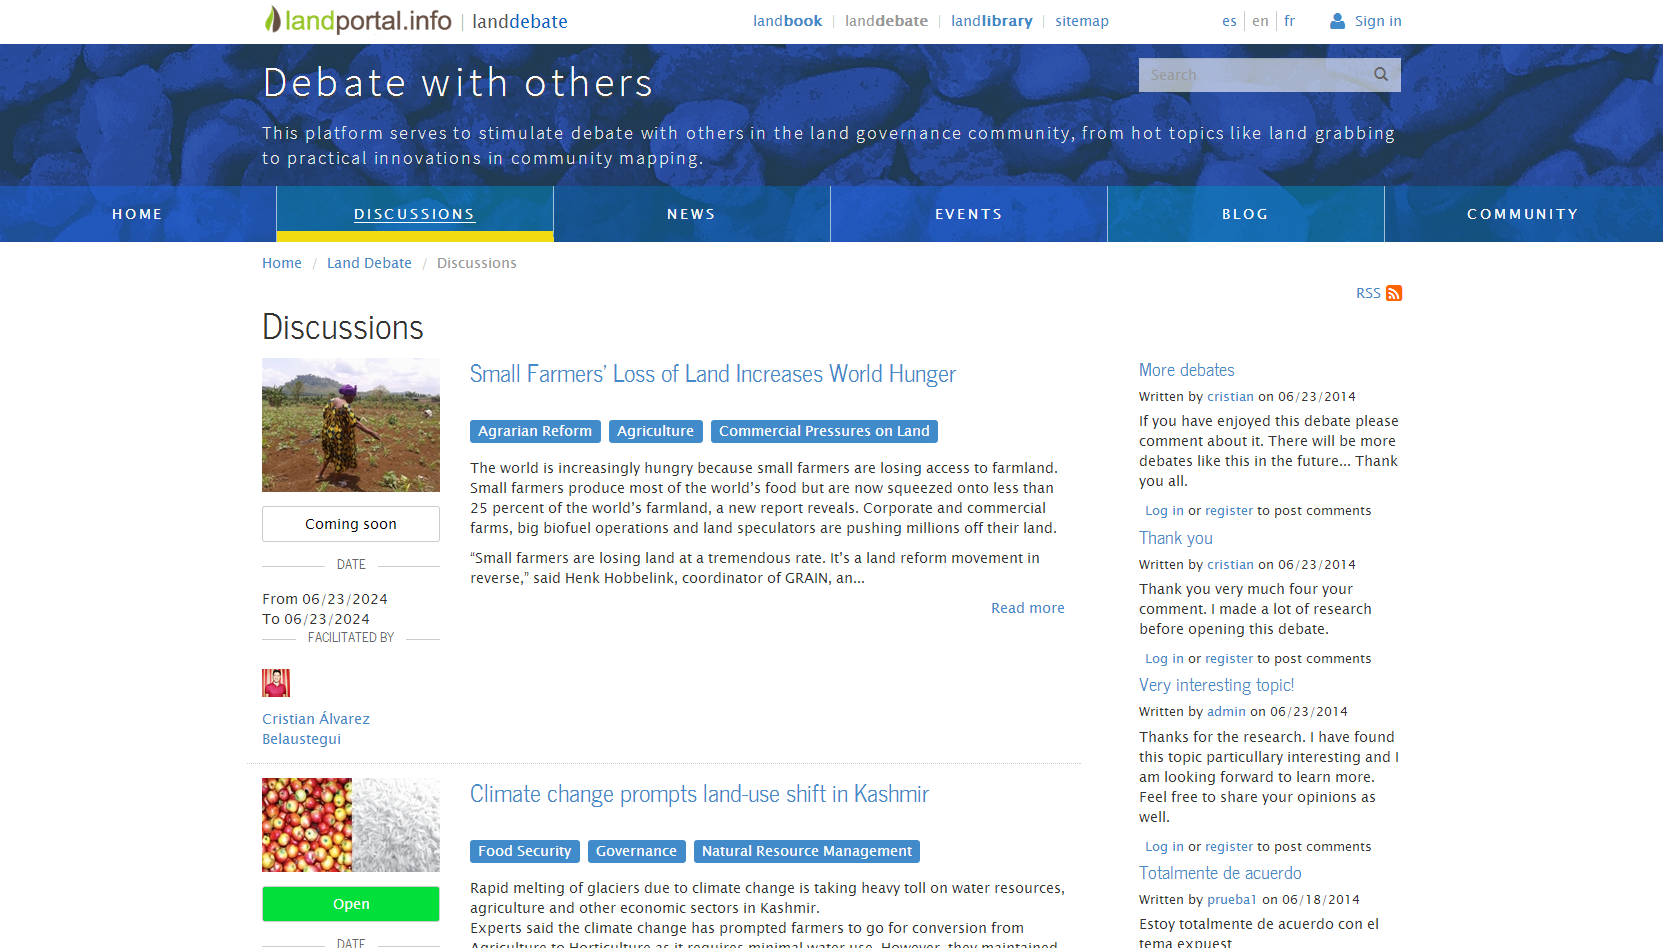 landportal.info | landdebate
landbook
landdebate
landlibrary
sitemap
es
en
fr
Sign in
Debate with others
Search
This platform serves to stimulate debate with others in the land governance community, from hot topics like land grabbing
to practical innovations in community mapping.
HOME
DISCUSSIONS
NEWS
EVENTS
BLOG
COMMUNITY
Home / Land Debate / Discussions
RSS
Discussions
Coming soon
DATE
From 06/23/2024
To 06/23/2024
FACILITATED BY
Cristian Álvarez
Belaustegui
Small Farmers’ Loss of Land Increases World Hunger
Agrarian Reform
Agriculture
Commercial Pressures on Land
The world is increasingly hungry because small farmers are losing access to farmland.
Small farmers produce most of the world’s food but are now squeezed onto less than
25 percent of the world’s farmland, a new report reveals. Corporate and commercial
farms, big biofuel operations and land speculators are pushing millions off their land.
“Small farmers are losing land at a tremendous rate. It’s a land reform movement in
reverse,” said Henk Hobbelink, coordinator of GRAIN, an...
Read more
Open
DATE
Climate change prompts land-use shift in Kashmir
Food Security
Governance
Natural Resource Management
Rapid melting of glaciers due to climate change is taking heavy toll on water resources,
agriculture and other economic sectors in Kashmir.
Experts said the climate change has prompted farmers to go for conversion from
Agriculture to Horticulture as it requires minimal water use. However, they maintained
More debates
Written by cristian on 06/23/2014
If you have enjoyed this debate please
comment about it. There will be more
debates like this in the future... Thank
you all.
Log in or register to post comments
Thank you
Written by cristian on 06/23/2014
Thank you very much four your
comment. I made a lot of research
before opening this debate.
Log in or register to post comments
Very interesting topic!
Written by admin on 06/23/2014
Thanks for the research. I have found
this topic particullary interesting and I
am looking forward to learn more.
Feel free to share your opinions as
well.
Log in or register to post comments
Totalmente de acuerdo
Written by prueba1 on 06/18/2014
Estoy totalmente de acuerdo con el
tema expuest